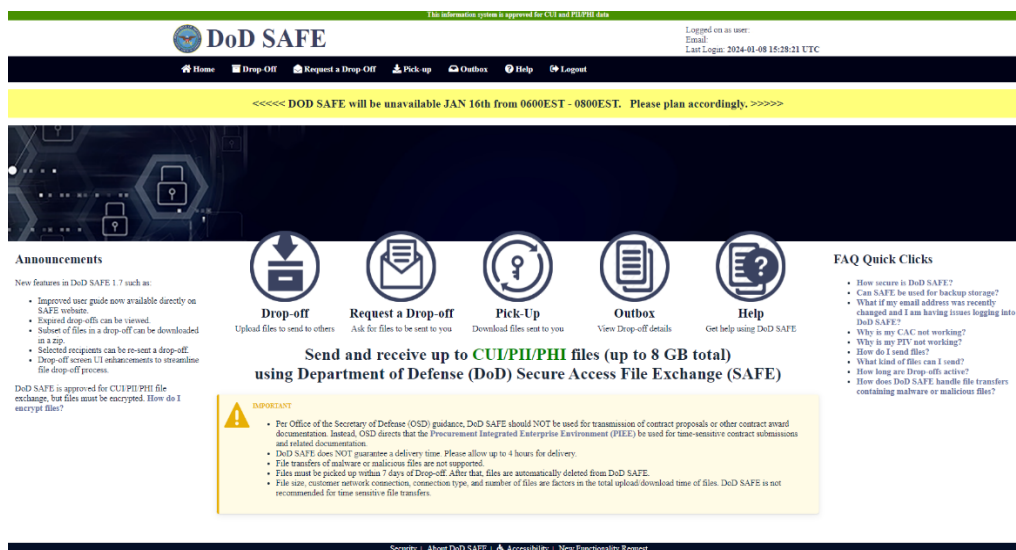 This information system is approved for CUI and PII/PHI data
DoD SAFE
Logged on as user:
Email:
Last Login: 2024-01-08 15:28:21 UTC
Home Drop-Off Request a Drop-Off Pick-up Outbox Help Logout
<<<<< DOD SAFE will be unavailable JAN 16th from 0600EST - 0800EST. Please plan accordingly. >>>>>
Announcements
New features in DoD SAFE 1.7 such as:
• Improved user guide now available directly on
SAFE website.
• Expired drop-offs can be viewed.
• Subset of files in a drop-off can be downloaded
in a zip.
• Selected recipients can be re-sent a drop-off.
• Drop-off screen UI enhancements to streamline
file drop-off process.
DoD SAFE is approved for CUI/PII/PHI file
exchange, but files must be encrypted. How do I
encrypt files?
Drop-off
Upload files to send to others
Request a Drop-off
Ask for files to be sent to you
Pick-Up
Download files sent to you
Outbox
View Drop-off details
Help
Get help using DoD SAFE
Send and receive up to CUI/PII/PHI files (up to 8 GB total)
using Department of Defense (DoD) Secure Access File Exchange (SAFE)
IMPORTANT
• Per Office of the Secretary of Defense (OSD) guidance, DoD SAFE should NOT be used for transmission of contract proposals or other contract award
documentation. Instead, OSD directs that the Procurement Integrated Enterprise Environment (PIEE) be used for time-sensitive contract submissions
and related documentation.
• DoD SAFE does NOT guarantee a delivery time. Please allow up to 4 hours for delivery.
• File transfers of malware or malicious files are not supported.
• Files must be picked up within 7 days of Drop-off. After that, files are automatically deleted from DoD SAFE.
• File size, customer network connection, connection type, and number of files are factors in the total upload/download time of files. DoD SAFE is not
recommended for time sensitive file transfers.
FAQ Quick Clicks
• How secure is DoD SAFE?
• Can SAFE be used for backup storage?
• What if my email address was recently
changed and I am having issues logging into
DoD SAFE?
• Why is my CAC not working?
• Why is my PIV not working?
• How do I send files?
• What kind of files can I send?
• How long are Drop-offs active?
• How does DoD SAFE handle file transfers
containing malware or malicious files?
Security | About DoD SAFE | Accessibility | New Functionality Request